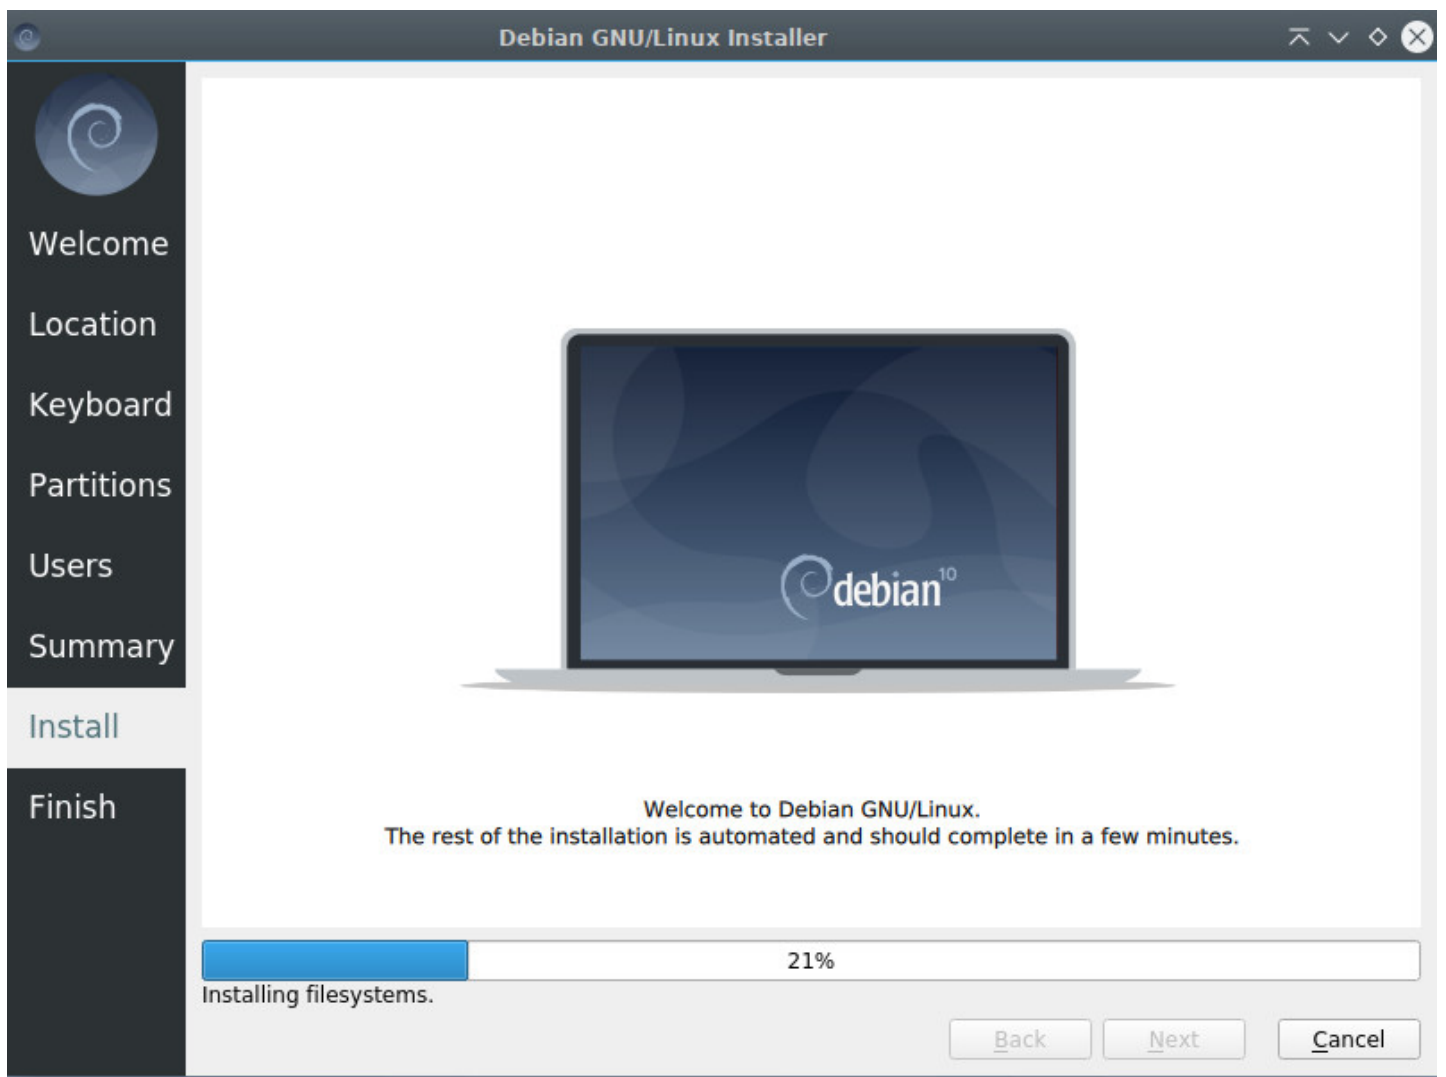 Debian GNU/Linux Installer
Welcome
Location
Keyboard
Partitions
Users
Summary
Install
Finish
debian 10
Welcome to Debian GNU/Linux.
The rest of the installation is automated and should complete in a few minutes.
21%
Installing filesystems.
Back
Next
Cancel